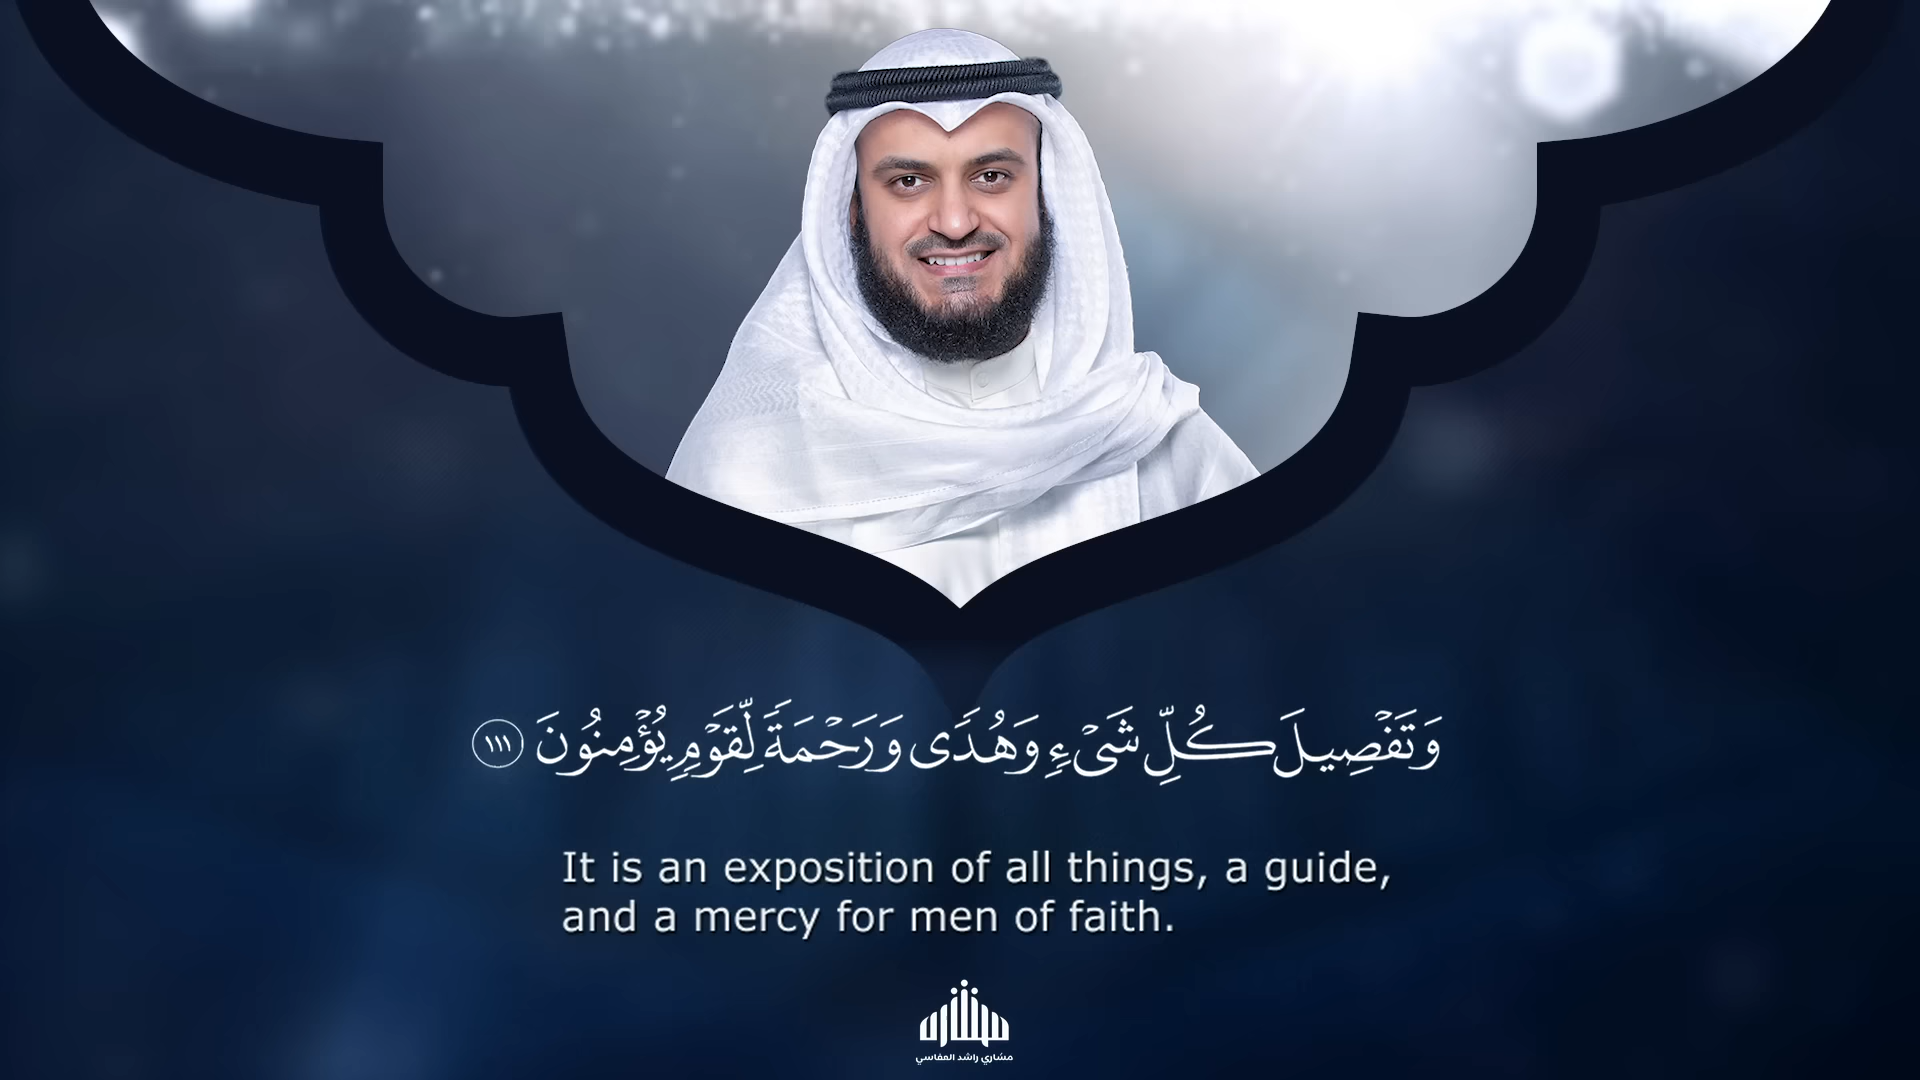 وَتَفْصِيلَ كُلِّ شَىْءٍ وَهُدًى وَرَحْمَةً لِّقَوْمٍ يُؤْمِنُونَ ١١١
It is an exposition of all things, a guide,
and a mercy for men of faith.
مشاري راشد العفاسي